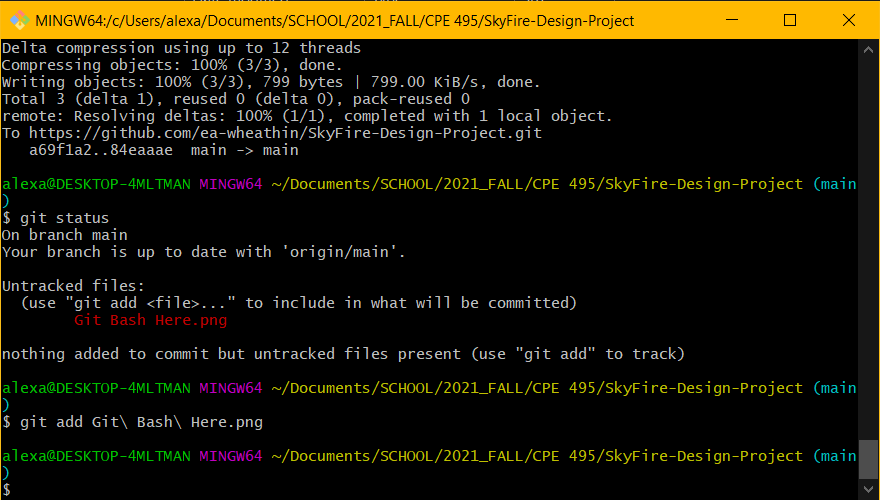 MINGW64:/c/Users/alexa/Documents/SCHOOL/2021_FALL/CPE 495/SkyFire-Design-Project
Delta compression using up to 12 threads
Compressing objects: 100% (3/3), done.
Writing objects: 100% (3/3), 799 bytes | 799.00 KiB/s, done.
Total 3 (delta 1), reused 0 (delta 0), pack-reused 0
remote: Resolving deltas: 100% (1/1), completed with 1 local object.
To https://github.com/ea-wheathin/SkyFire-Design-Project.git
   a69f1a2..84eaaae  main -> main
alexa@DESKTOP-4MLTMAN MINGW64 ~/Documents/SCHOOL/2021_FALL/CPE 495/SkyFire-Design-Project (main
)
$ git status
On branch main
Your branch is up to date with 'origin/main'.
Untracked files:
  (use "git add <file>..." to include in what will be committed)
        Git Bash Here.png
nothing added to commit but untracked files present (use "git add" to track)
alexa@DESKTOP-4MLTMAN MINGW64 ~/Documents/SCHOOL/2021_FALL/CPE 495/SkyFire-Design-Project (main
)
$ git add Git\ Bash\ Here.png
alexa@DESKTOP-4MLTMAN MINGW64 ~/Documents/SCHOOL/2021_FALL/CPE 495/SkyFire-Design-Project (main
)
$